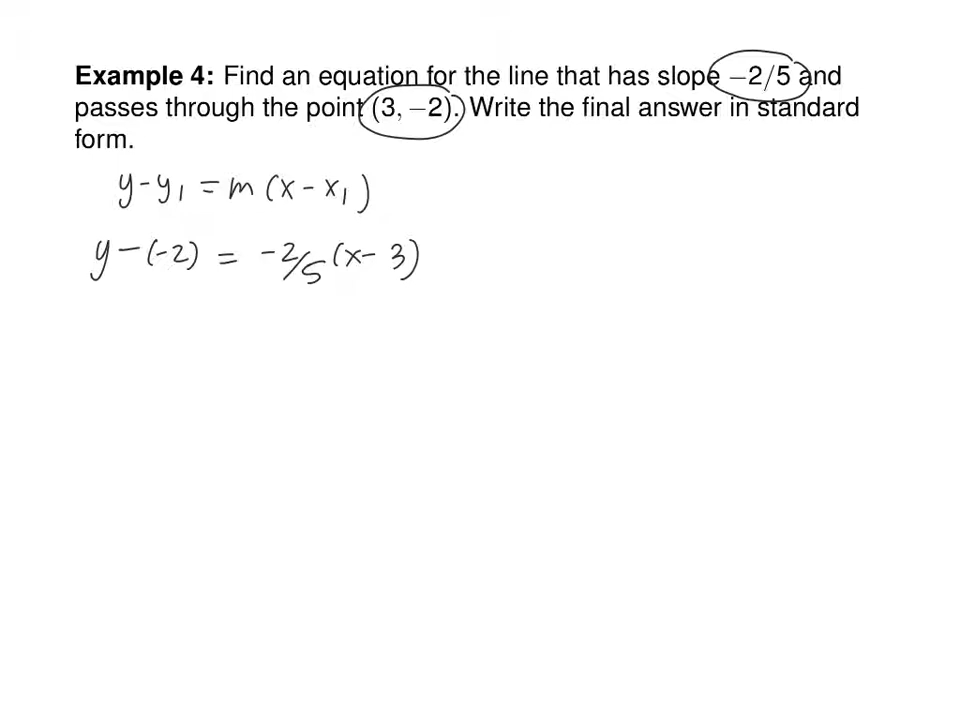 Example 4: Find an equation for the line that has slope −2/5 and
passes through the point (3, −2). Write the final answer in standard
form.
y-y₁ = m (x - x₁)
y-(-2) = -2/5 (x- 3)